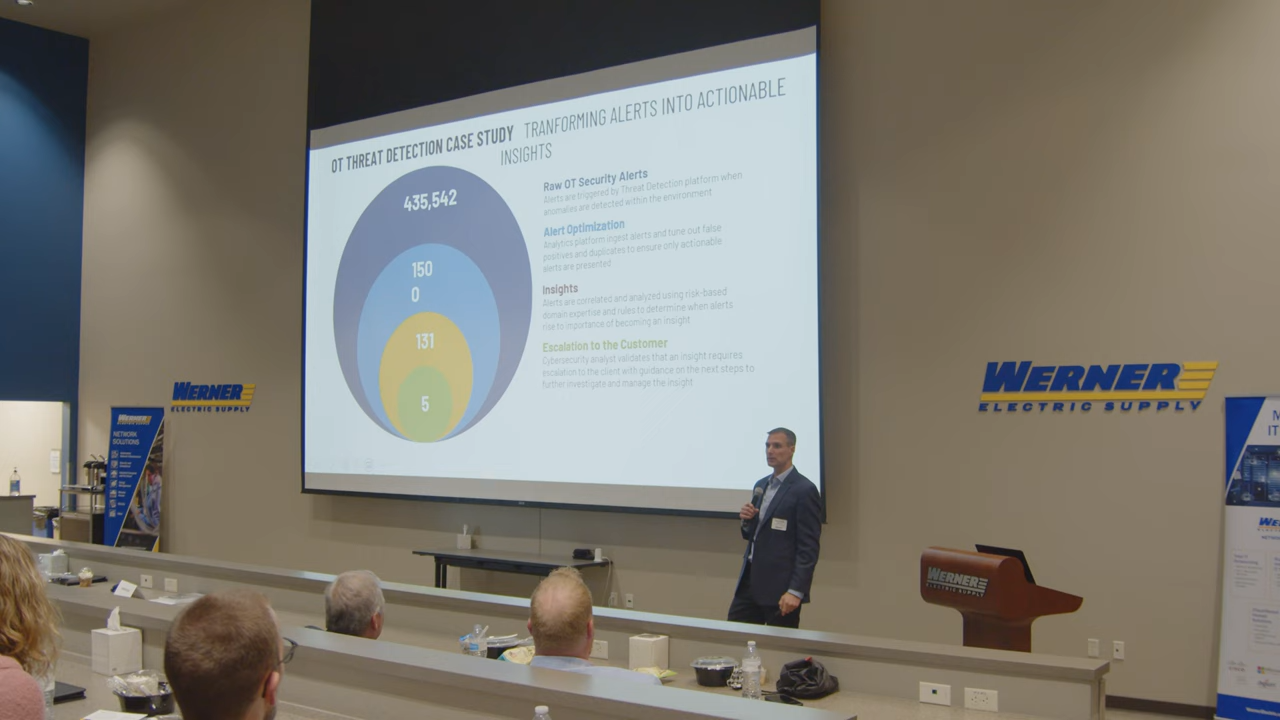 OT THREAT DETECTION CASE STUDY TRANFORMING ALERTS INTO ACTIONABLE
INSIGHTS
435,542
150
0
131
5
Raw OT Security Alerts
Alerts are triggered by Threat Detection platform when
anomalies are detected within the environment
Alert Optimization
Analytics platform ingest alerts and tune out false
positives and duplicates to ensure only actionable
alerts are presented
Insights
Alerts are correlated and analyzed using risk-based
domain expertise and rules to determine when alerts
rise to importance of becoming an insight
Escalation to the Customer
Cybersecurity analyst validates that an insight requires
escalation to the client with guidance on the next steps to
further investigate and manage the insight
WERNER
ELECTRIC SUPPLY
WERNER
ELECTRIC SUPPLY
WERNER
NETWORK
SOLUTIONS
WERNER
ELECTRIC SUPPLY
IT